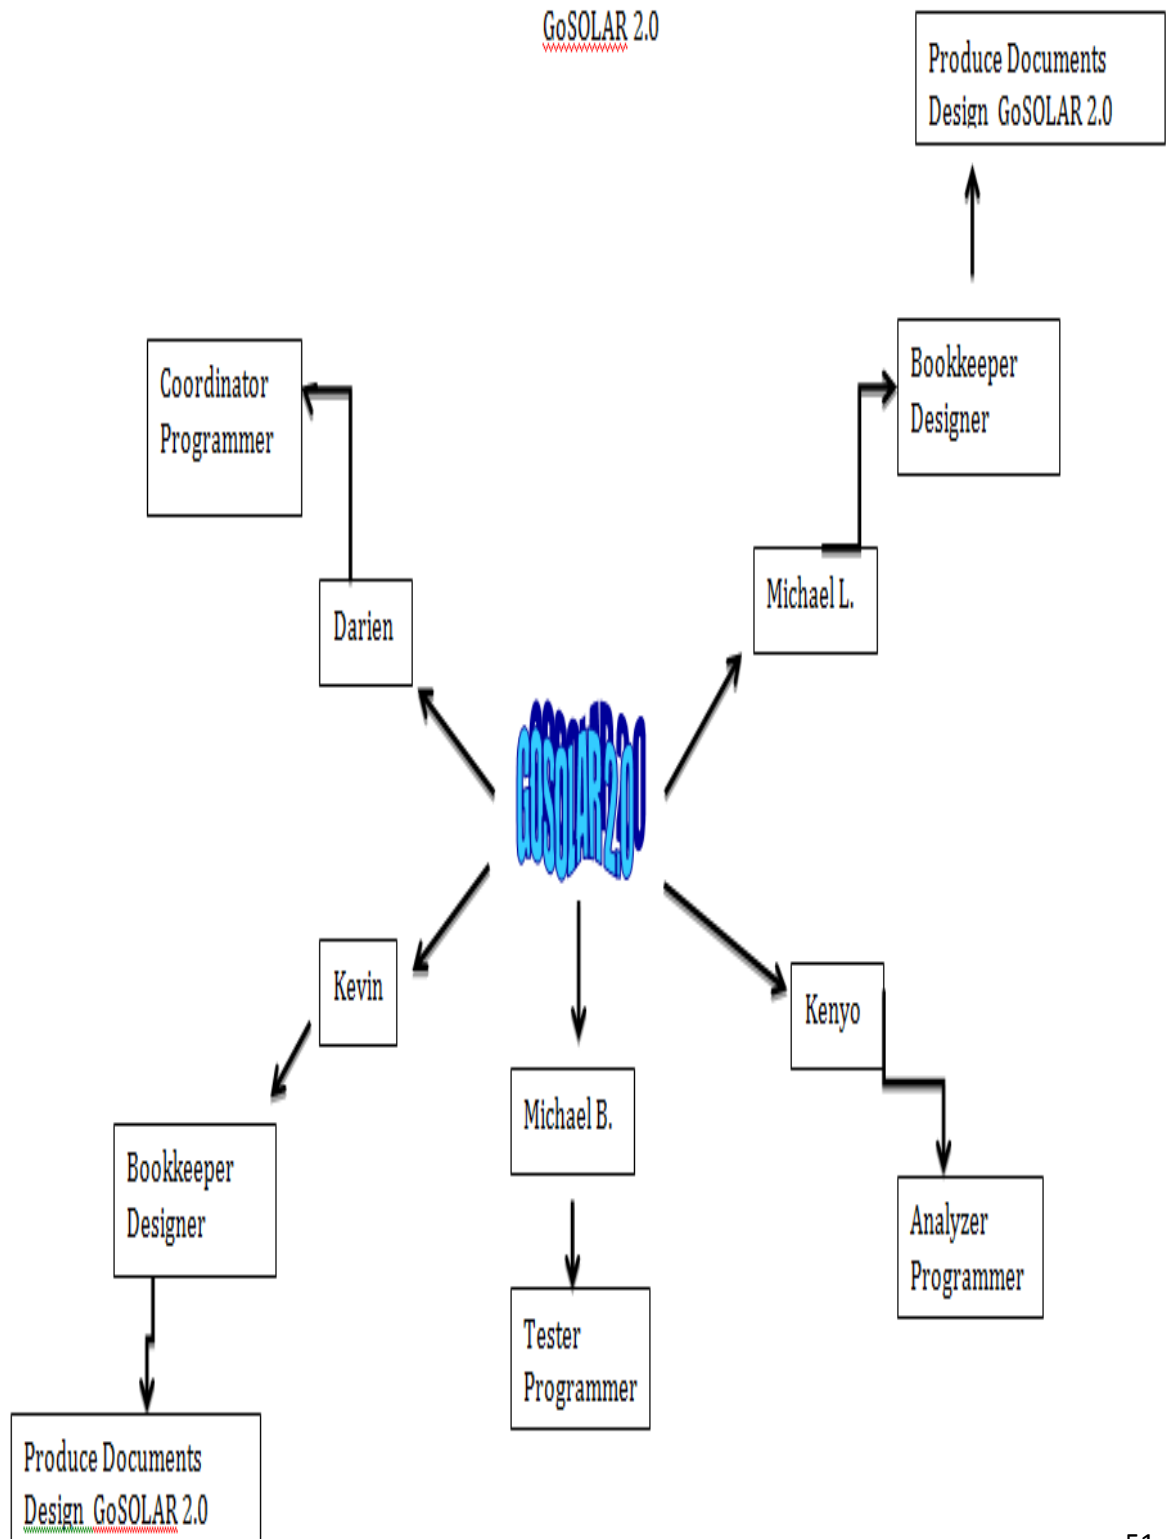 GoSOLAR 2.0
Produce Documents
Design GoSOLAR 2.0
Coordinator
Programmer
Bookkeeper
Designer
Darien
Michael L.
GOSOLAR 2.0
Kevin
Kenyo
Michael B.
Bookkeeper
Designer
Analyzer
Programmer
Tester
Programmer
Produce Documents
Design GoSOLAR 2.0